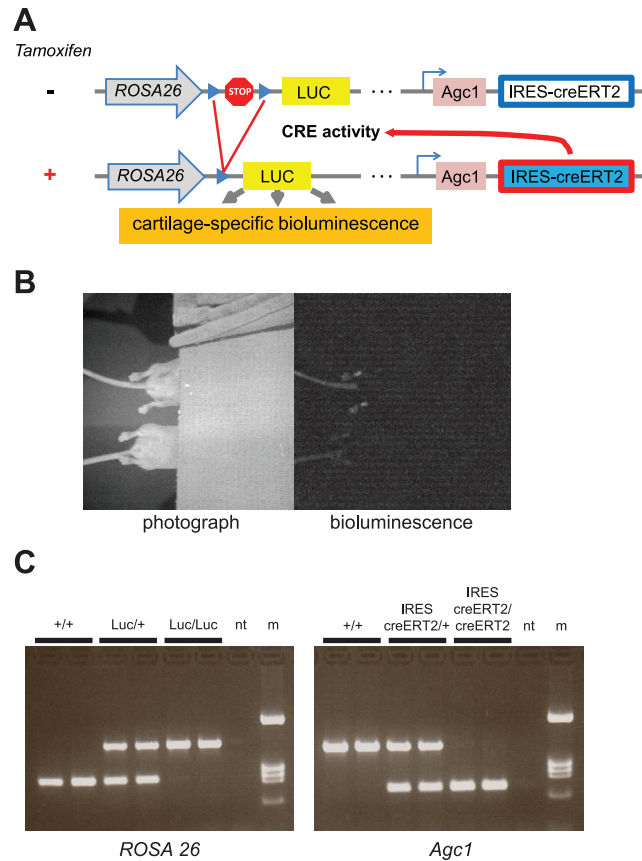 A
Tamoxifen
-
ROSA26
STOP
LUC
...
Agc1
IRES-creERT2
CRE activity
+
ROSA26
LUC
...
Agc1
IRES-creERT2
cartilage-specific bioluminescence
B
photograph
bioluminescence
C
+/+
Luc/+
Luc/Luc
nt
m
+/+
IRES
creERT2/+
IRES
creERT2/
creERT2
nt
m
ROSA 26
Agc1